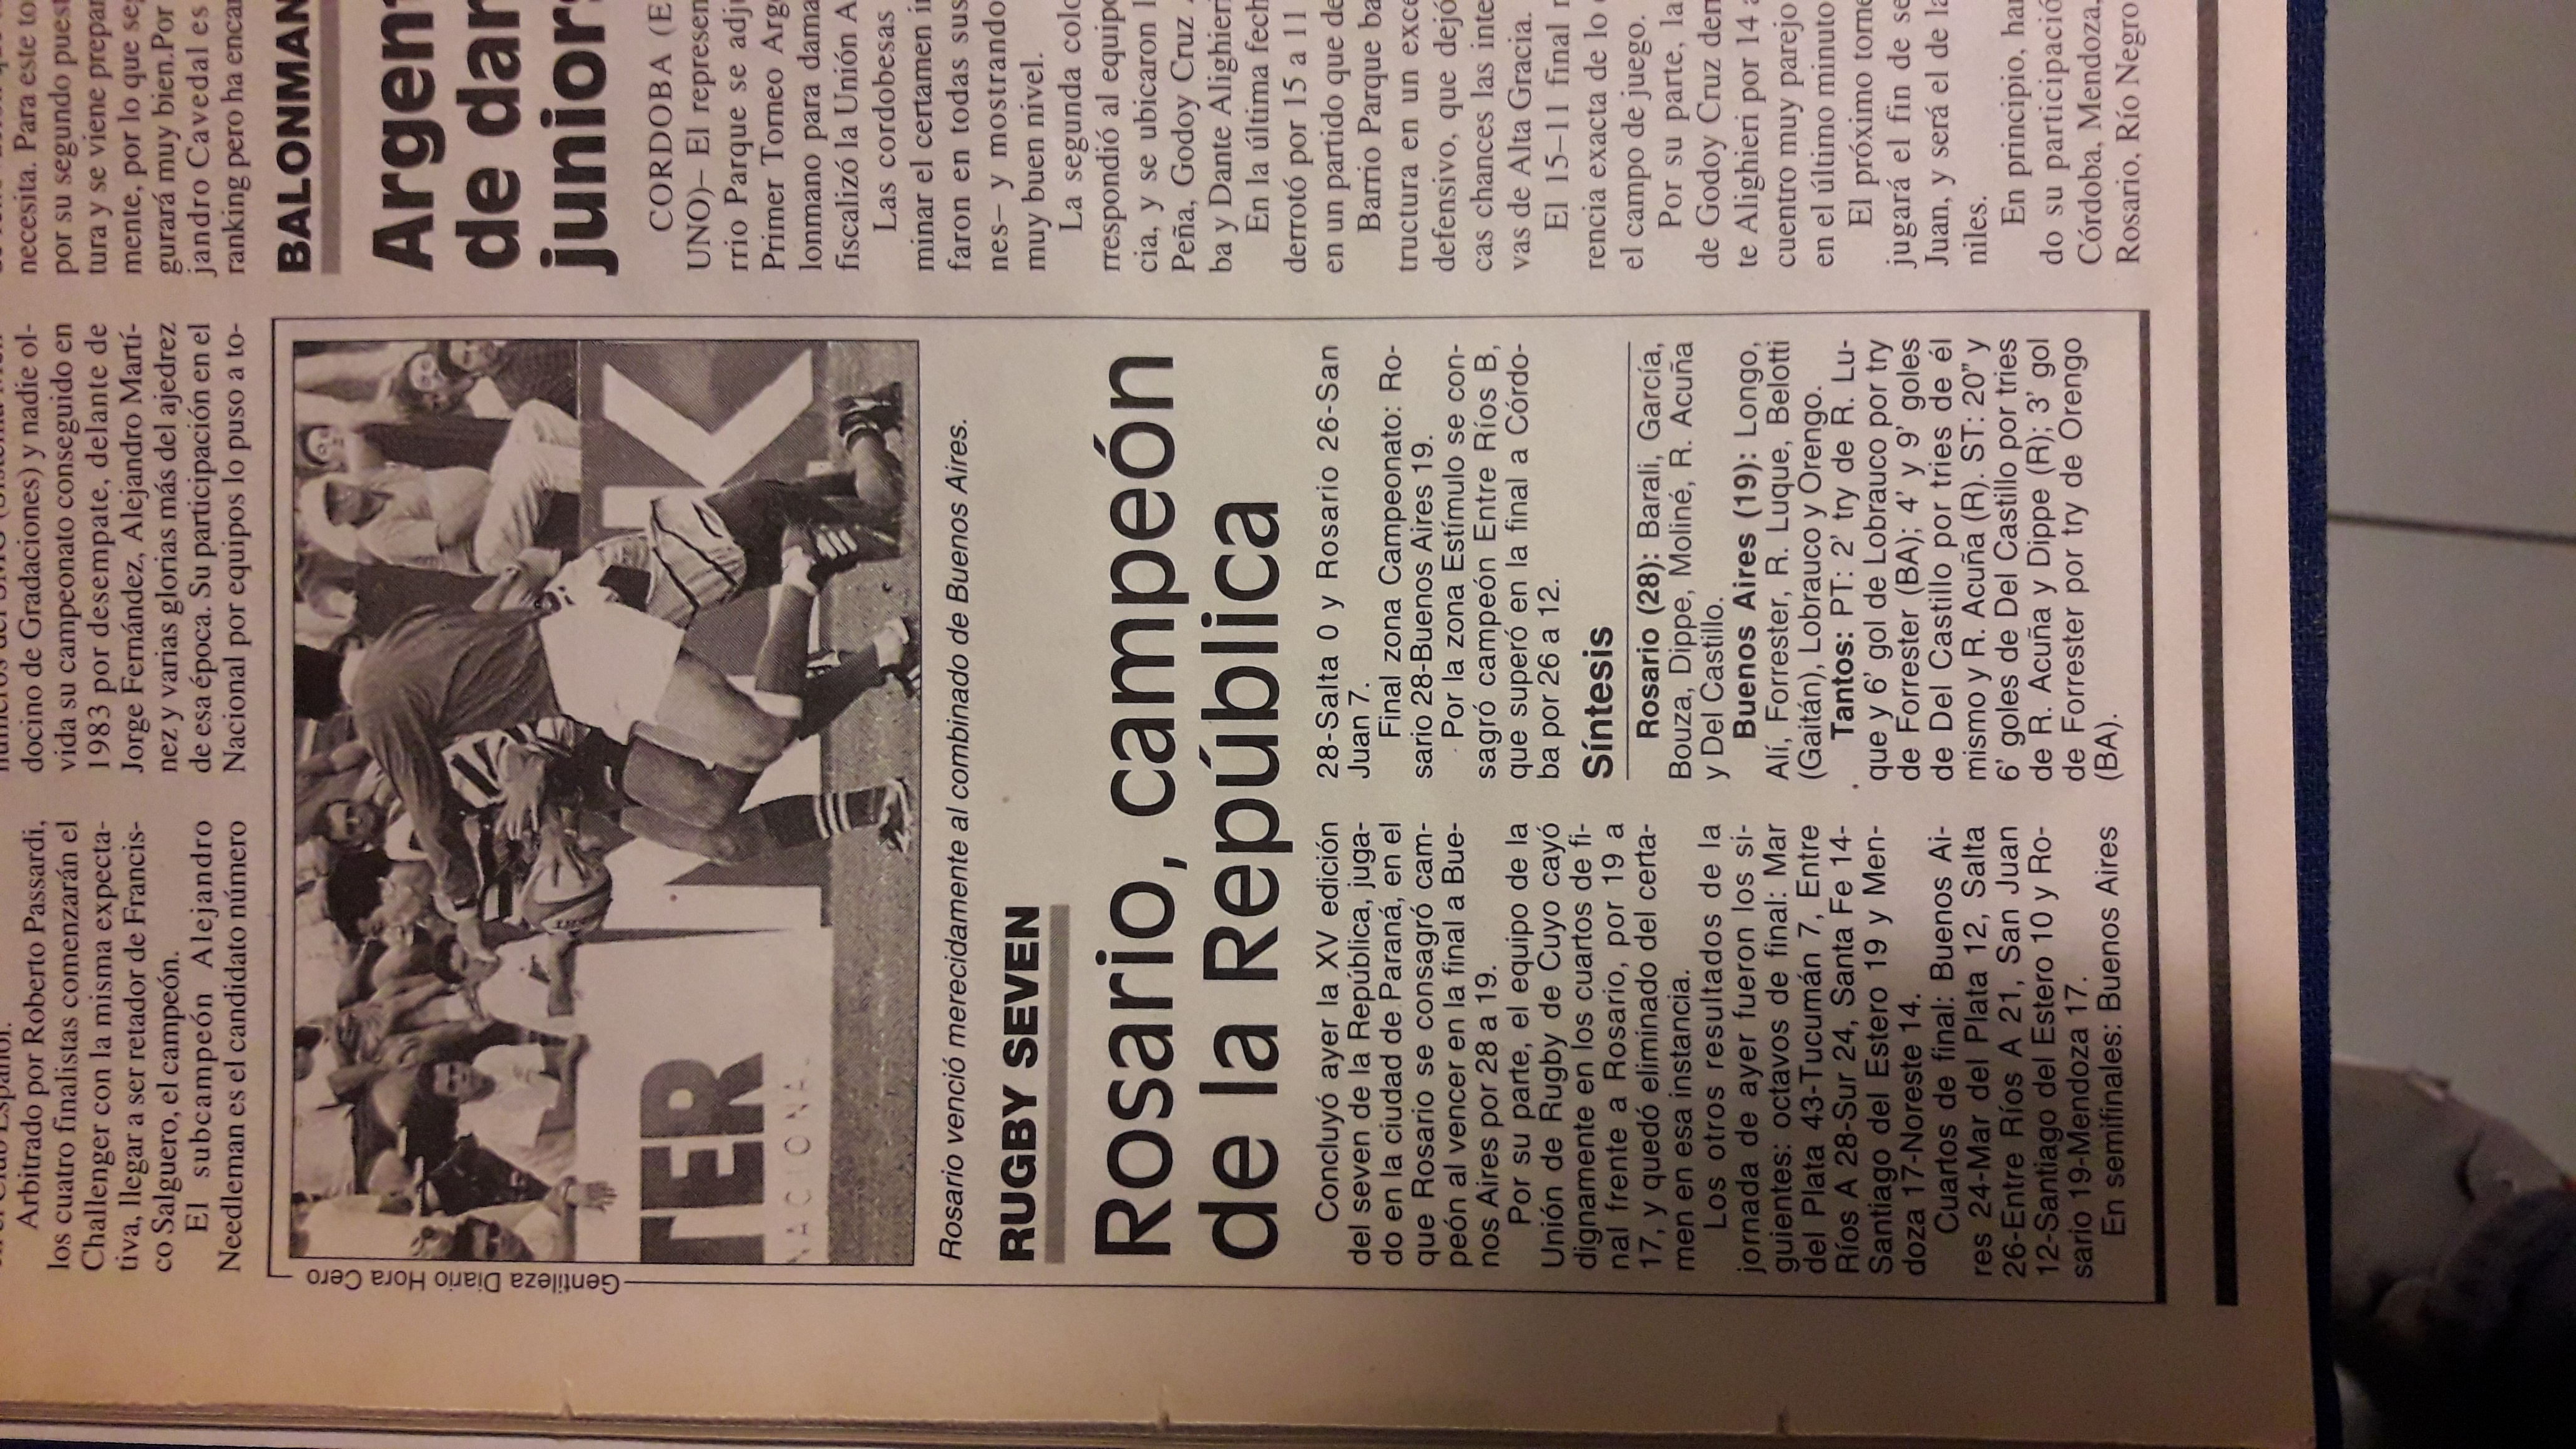 necesita. Para este to
por su segundo pues
tura y se viene prepar
mente, por lo que se
gurará muy bien.Por
jandro Cavedal es
ranking pero ha encar
BALONMAN
Argen
de da
junior
CORDOBA (E
UNO)– El represen
rrio Parque se adj
Primer Torneo Arg
lonmano para dama
fiscalizó la Unión A
Las cordobesas
minar el certamen i
faron en todas sus
nes– y mostrando
muy buen nivel.
La segunda colo
rrespondió al equipo
cia, y se ubicaron l
Peña, Godoy Cruz
ba y Dante Alighieri
En la última fech
derrotó por 15 a 11
en un partido que de
Barrio Parque ba
tructura en un exce
defensivo, que dejó
cas chances las inte
vas de Alta Gracia.
El 15–11 final r
rencia exacta de lo
el campo de juego.
Por su parte, la
de Godoy Cruz den
te Alighieri por 14 a
cuentro muy parejo
en el último minuto
El próximo torne
jugará el fin de se
Juan, y será el de la
niles.
En principio, han
do su participació
Córdoba, Mendoza,
Rosario, Río Negro
docino de Gradaciones) y nadie ol-
vida su campeonato conseguido en
1983 por desempate, delante de
Jorge Fernández, Alejandro Martí-
nez y varias glorias más del ajedrez
de esa época. Su participación en el
Nacional por equipos lo puso a to-
Arbitrado por Roberto Passardi,
los cuatro finalistas comenzarán el
Challenger con la misma expecta-
tiva, llegar a ser retador de Francis-
co Salguero, el campeón.
El subcampeón Alejandro
Needleman es el candidato número
Gentileza Diario Hora Cero
TER
NACIONAL
K
Rosario venció merecidamente al combinado de Buenos Aires.
RUGBY SEVEN
Rosario, campeón
de la República
Concluyó ayer la XV edición
del seven de la República, juga-
do en la ciudad de Paraná, en el
que Rosario se consagró cam-
peón al vencer en la final a Bue-
nos Aires por 28 a 19.
Por su parte, el equipo de la
Unión de Rugby de Cuyo cayó
dignamente en los cuartos de fi-
nal frente a Rosario, por 19 a
17, y quedó eliminado del certa-
men en esa instancia.
Los otros resultados de la
jornada de ayer fueron los si-
guientes: octavos de final: Mar
del Plata 43-Tucumán 7, Entre
Ríos A 28-Sur 24, Santa Fe 14-
Santiago del Estero 19 y Men-
doza 17-Noreste 14.
Cuartos de final: Buenos Ai-
res 24-Mar del Plata 12, Salta
26-Entre Ríos A 21, San Juan
12-Santiago del Estero 10 y Ro-
sario 19-Mendoza 17.
En semifinales: Buenos Aires
28-Salta 0 y Rosario 26-San
Juan 7.
Final zona Campeonato: Ro-
sario 28-Buenos Aires 19.
Por la zona Estímulo se con-
sagró campeón Entre Ríos B,
que superó en la final a Córdo-
ba por 26 a 12.
Síntesis
Rosario (28): Barali, García,
Bouza, Dippe, Moliné, R. Acuña
y Del Castillo.
Buenos Aires (19): Longo,
Alí, Forrester, R. Luque, Belotti
(Gaitán), Lobrauco y Orengo.
Tantos: PT: 2' try de R. Lu-
que y 6' gol de Lobrauco por try
de Forrester (BA); 4' y 9' goles
de Del Castillo por tries de él
mismo y R. Acuña (R). ST: 20" y
6' goles de Del Castillo por tries
de R. Acuña y Dippe (R); 3' gol
de Forrester por try de Orengo
(BA).